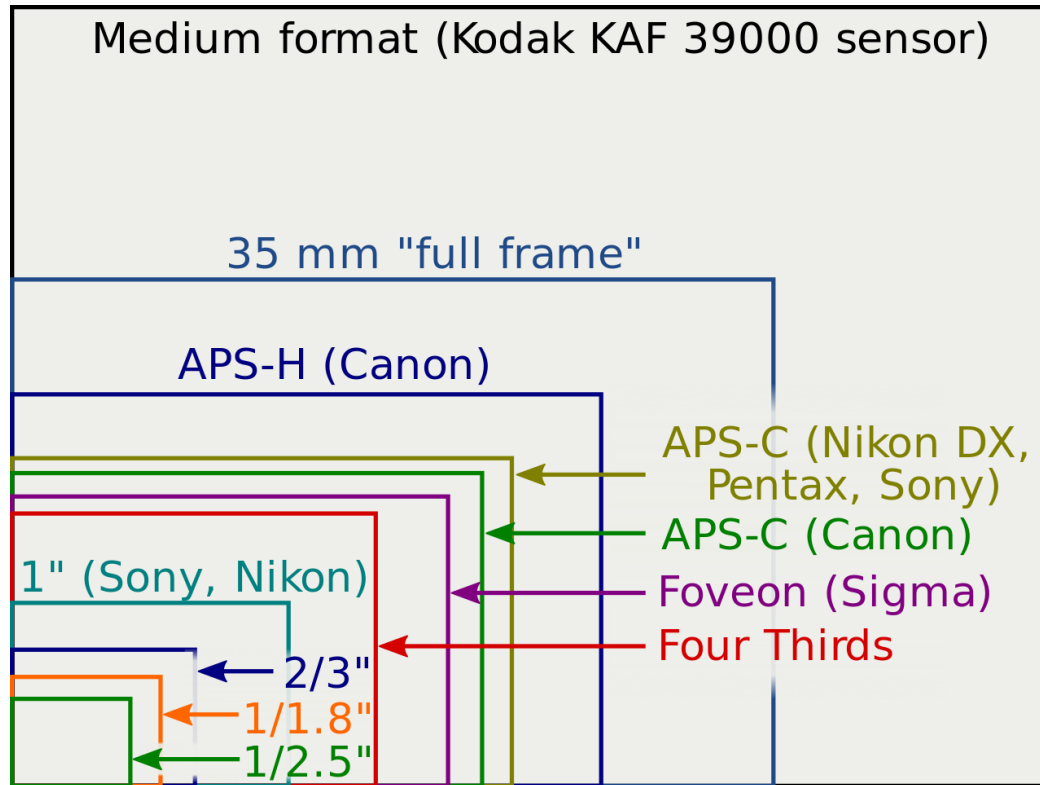 Medium format (Kodak KAF 39000 sensor)
35 mm "full frame"
APS-H (Canon)
APS-C (Nikon DX,
Pentax, Sony)
APS-C (Canon)
1" (Sony, Nikon)
Foveon (Sigma)
Four Thirds
2/3"
1/1.8"
1/2.5"